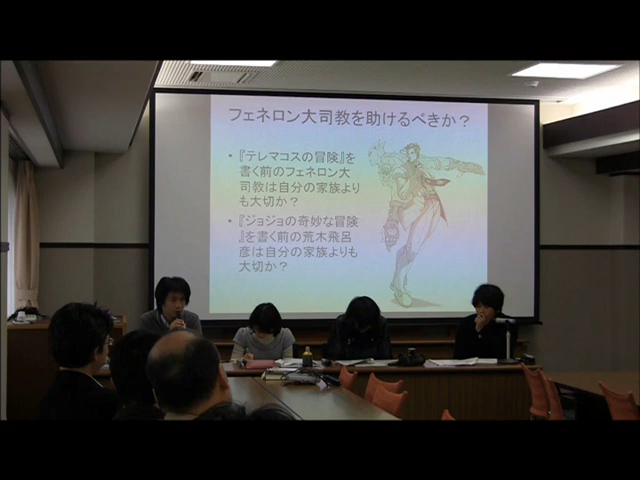 フェネロン大司教を助けるべきか？
• 『テレマコスの冒険』を
書く前のフェネロン大
司教は自分の家族より
も大切か？
• 『ジョジョの奇妙な冒険
』を書く前の荒木飛呂
彦は自分の家族よりも
大切か？